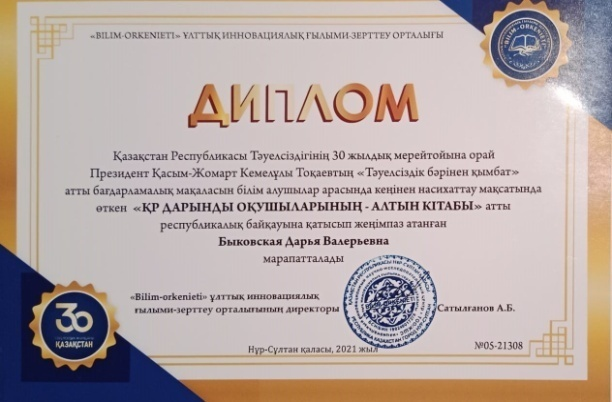 «BILIM-ORKENIETI» ҰЛТТЫҚ ИННОВАЦИЯЛЫҚ ҒЫЛЫМИ-ЗЕРТТЕУ ОРТАЛЫҒЫ
«BILIM-ORKENIETI»
ДИПЛОМ
Қазақстан Республикасы Тәуелсіздігінің 30 жылдық мерейтойына орай
Президент Қасым-Жомарт Кемелұлы Тоқаевтың «Тәуелсіздік бәрінен қымбат»
атты бағдарламалық мақаласын білім алушылар арасында кеңінен насихаттау мақсатында
өткен «ҚР ДАРЫНДЫ ОҚУШЫЛАРЫНЫҢ - АЛТЫН КІТАБЫ» атты
республикалық байқауына қатысып жеңімпаз атанған
Быковская Дарья Валерьевна
марапатталады
«Bilim-orkenieti» ұлттық инновациялық
ғылыми-зерттеу орталығының директоры
Сатылғанов А.Б.
30
ҚАЗАҚСТАН
Нұр-Сұлтан қаласы, 2021 жыл
№05-21308